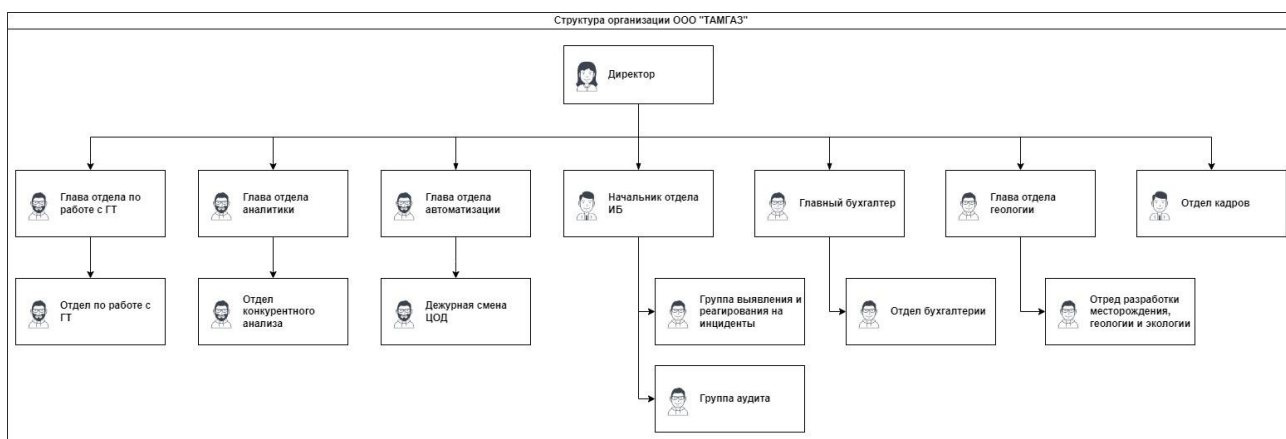 Структура организации ООО "ТАМГАЗ"
Директор
Глава отдела по
работе с ГТ
Глава отдела
аналитики
Глава отдела
автоматизации
Начальник отдела
ИБ
Главный бухгалтер
Глава отдела
геологии
Отдел кадров
Отдел по работе с
ГТ
Отдел
конкурентного
анализа
Дежурная смена
ЦОД
Группа выявления и
реагирования на
инциденты
Отдел бухгалтерии
Отред разработки
месторождения,
геологии и экологии
Группа аудита